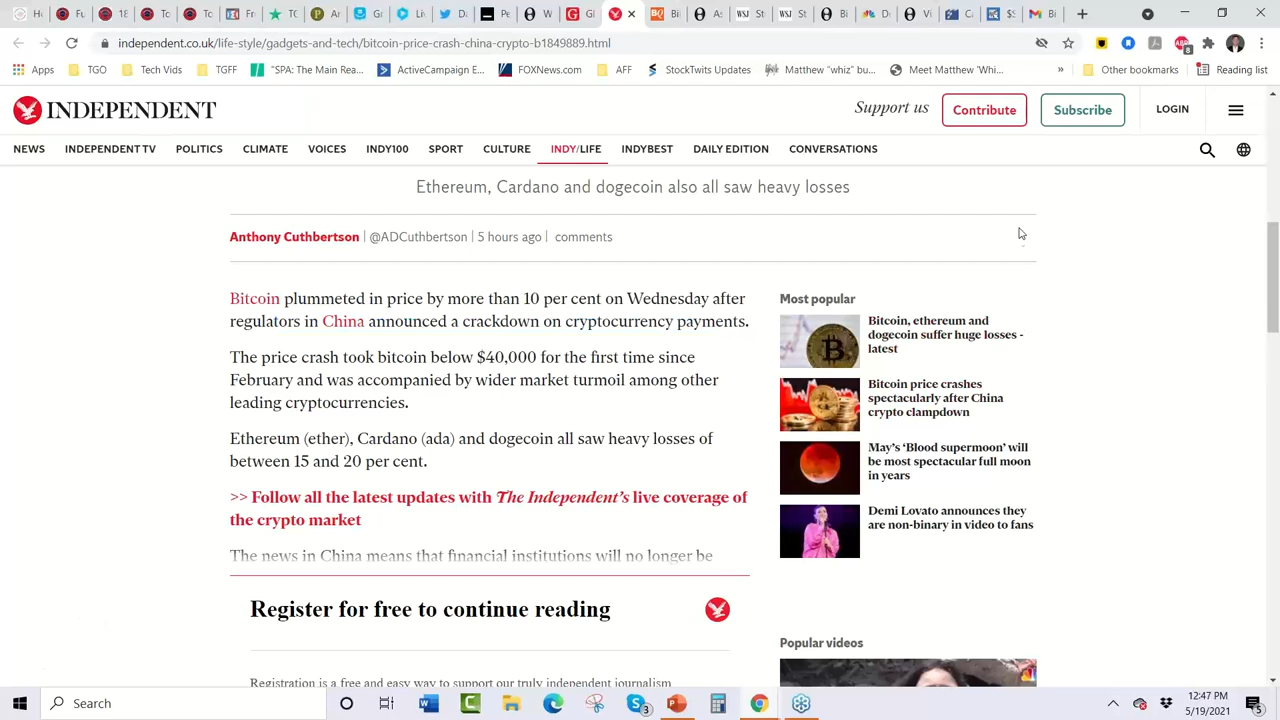 independent.co.uk/life-style/gadgets-and-tech/bitcoin-price-crash-china-crypto-b1849889.html
Apps TGO Tech Vids TGFF "SPA: The Main Rea... ActiveCampaign E... FOXNews.com AFF StockTwits Updates Matthew "whiz" bu... Meet Matthew 'Whi... » Other bookmarks Reading list
INDEPENDENT Support us Contribute Subscribe LOGIN
NEWS INDEPENDENT TV POLITICS CLIMATE VOICES INDY100 SPORT CULTURE INDY/LIFE INDYBEST DAILY EDITION CONVERSATIONS
Ethereum, Cardano and dogecoin also all saw heavy losses
Anthony Cuthbertson | @ADCuthbertson | 5 hours ago | comments
Bitcoin plummeted in price by more than 10 per cent on Wednesday after
regulators in China announced a crackdown on cryptocurrency payments.
The price crash took bitcoin below $40,000 for the first time since
February and was accompanied by wider market turmoil among other
leading cryptocurrencies.
Ethereum (ether), Cardano (ada) and dogecoin all saw heavy losses of
between 15 and 20 per cent.
>> Follow all the latest updates with The Independent's live coverage of
the crypto market
The news in China means that financial institutions will no longer be
Register for free to continue reading
Registration is a free and easy way to support our truly independent journalism
Most popular
Bitcoin, ethereum and
dogecoin suffer huge losses -
latest
Bitcoin price crashes
spectacularly after China
crypto clampdown
May's 'Blood supermoon' will
be most spectacular full moon
in years
Demi Lovato announces they
are non-binary in video to fans
Popular videos
Search
12:47 PM
5/19/2021